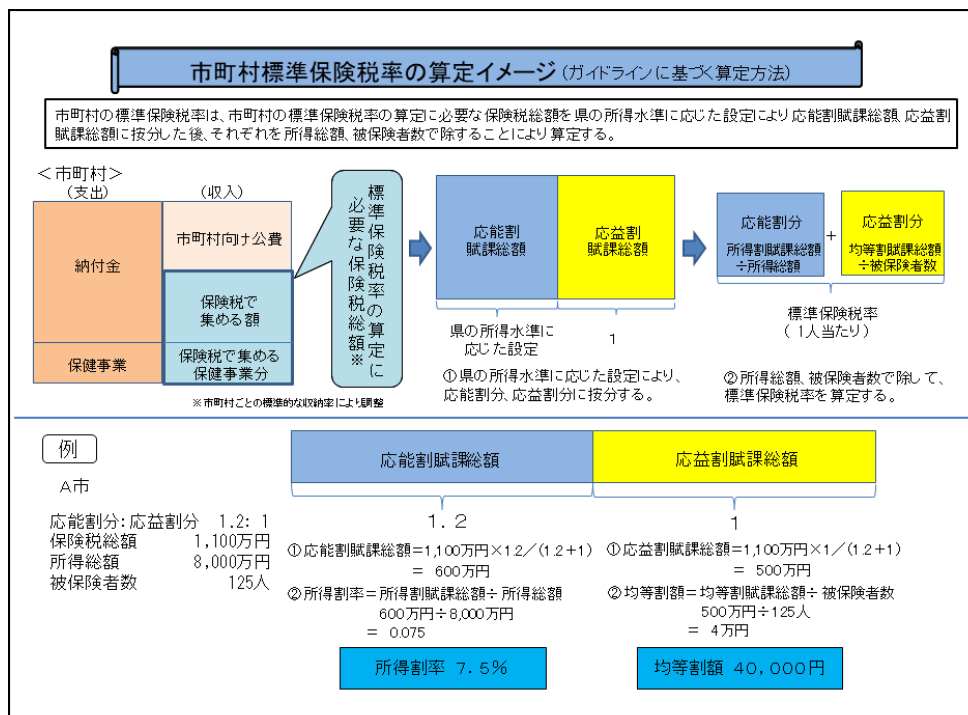 市町村標準保険税率の算定イメージ（ガイドラインに基づく算定方法）
市町村の標準保険税率は、市町村の標準保険税率の算定に必要な保険税総額を県の所得水準に応じた設定により応能割賦課総額、応益割
賦課総額に按分した後、それぞれを所得総額、被保険者数で除することにより算定する。
＜市町村＞
（支出）
（収入）
納付金
保健事業
市町村向け公費
保険税で
集める額
保険税で集める
保健事業分
※市町村ごとの標準的な収納率により調整
標準保険税率の算定に
必要な保険税総額※
応能割
賦課総額
応益割
賦課総額
県の所得水準に
応じた設定
1
①県の所得水準に応じた設定により、
応能割分、応益割分に按分する。
応能割分
所得割賦課総額
÷所得総額
+
応益割分
均等割賦課総額
÷被保険者数
標準保険税率
（１人当たり）
②所得総額、被保険者数で除して、
標準保険税率を算定する。
例
A市
応能割分：応益割分 1.2：1
保険税総額 1,100万円
所得総額 8,000万円
被保険者数 125人
応能割賦課総額
１．２
①応能割賦課総額＝1,100万円×1.2／(1.2+1)
＝ 600万円
②所得割率＝所得割賦課総額÷所得総額
600万円÷8,000万円
＝ 0.075
所得割率 ７．５％
応益割賦課総額
1
①応益割賦課総額＝1,100万円×1／(1.2+1)
＝ 500万円
②均等割額＝均等割賦課総額÷被保険者数
500万円÷125人
＝ 4万円
均等割額 ４０，０００円